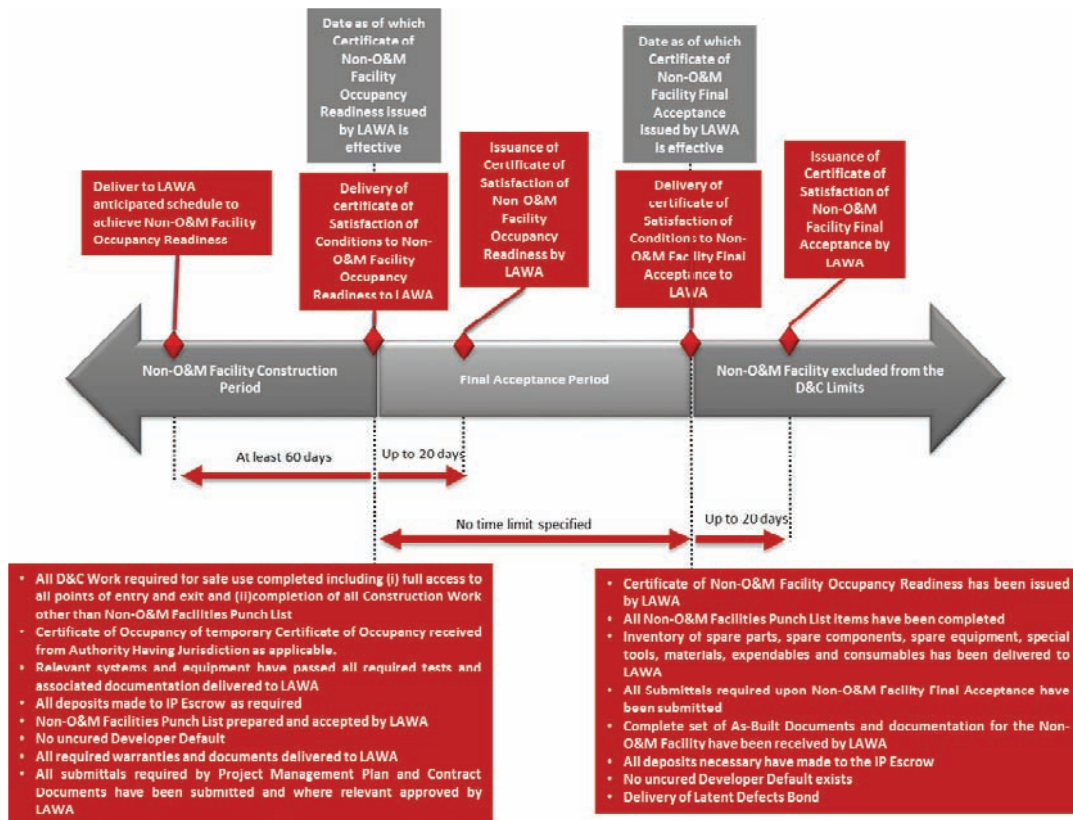 Date as of which
Certificate of
Non-O&M
Facility
Occupancy
Readiness issued
by LAWA is
effective
Date as of which
Certificate of
Non-O&M
Facility Final
Acceptance
issued by LAWA
is effective
Deliver to LAWA
anticipated schedule to
achieve Non-O&M Facility
Occupancy Readiness
Delivery of
certificate of
Satisfaction of
Conditions to Non-
O&M Facility
Occupancy
Readiness to LAWA
Issuance of
Certificate of
Satisfaction of
Non-O&M
Facility
Occupancy
Readiness by
LAWA
Delivery of
certificate of
Satisfaction of
Conditions to Non-
O&M Facility Final
Acceptance to
LAWA
Issuance of
Certificate of
Satisfaction of
Non-O&M Facility
Final
Acceptance by
LAWA
Non-O&M Facility Construction
Period
Final Acceptance Period
Non-O&M Facility excluded from the
D&C Limits
At least 60 days
Up to 20 days
No time limit specified
Up to 20 days
• All D&C Work required for safe use completed including (i) full access to
all points of entry and exit and (ii)completion of all Construction Work
other than Non-O&M Facilities Punch List
• Certificate of Occupancy of temporary Certificate of Occupancy received
from Authority Having Jurisdiction as applicable.
• Relevant systems and equipment have passed all required tests and
associated documentation delivered to LAWA
• All deposits made to IP Escrow as required
• Non-O&M Facilities Punch List prepared and accepted by LAWA
• No uncured Developer Default
• All required warranties and documents delivered to LAWA
• All submittals required by Project Management Plan and Contract
Documents have been submitted and where relevant approved by
LAWA
• Certificate of Non-O&M Facility Occupancy Readiness has been issued
by LAWA
• All Non-O&M Facilities Punch List items have been completed
• Inventory of spare parts, spare components, spare equipment, special
tools, materials, expendables and consumables has been delivered to
LAWA
• All Submittals required upon Non-O&M Facility Final Acceptance have
been submitted
• Complete set of As-Built Documents and documentation for the Non-
O&M Facility have been received by LAWA
• All deposits necessary have made to the IP Escrow
• No uncured Developer Default exists
• Delivery of Latent Defects Bond